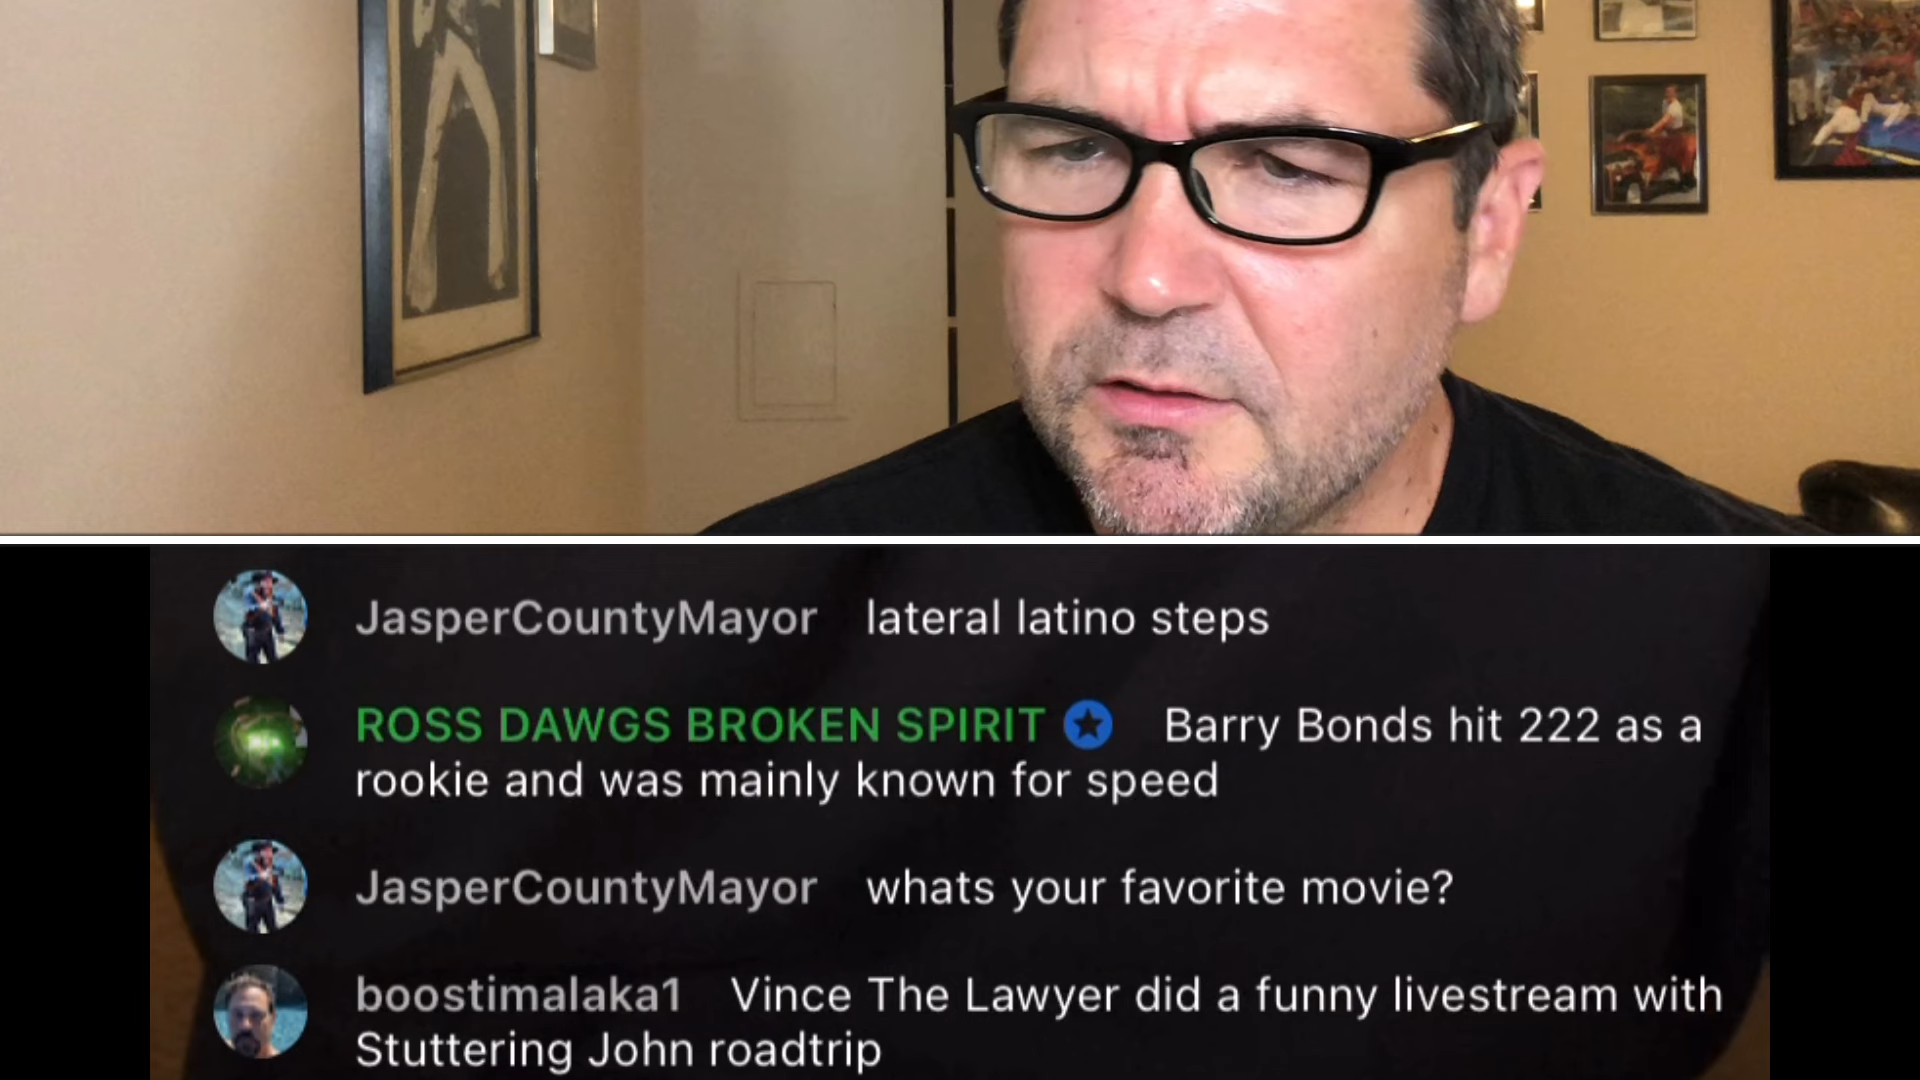 JasperCountyMayor lateral latino steps
ROSS DAWGS BROKEN SPIRIT Barry Bonds hit 222 as a
rookie and was mainly known for speed
JasperCountyMayor whats your favorite movie?
boostimalaka1 Vince The Lawyer did a funny livestream with
Stuttering John roadtrip